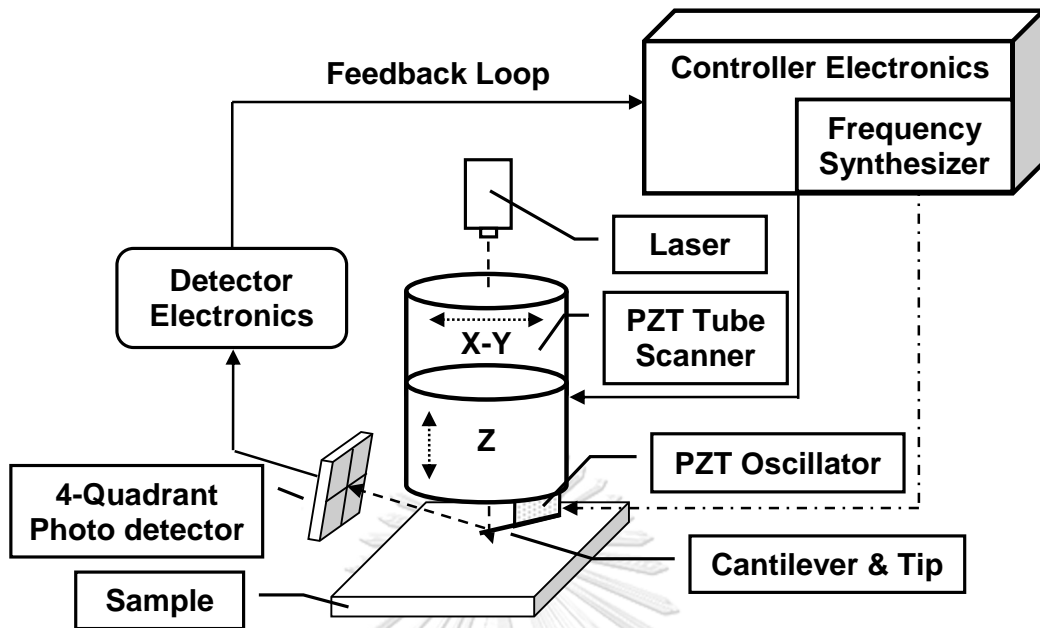 Feedback Loop
Controller Electronics
Frequency
Synthesizer
Laser
Detector
Electronics
X-Y
PZT Tube
Scanner
Z
PZT Oscillator
4-Quadrant
Photo detector
Cantilever & Tip
Sample